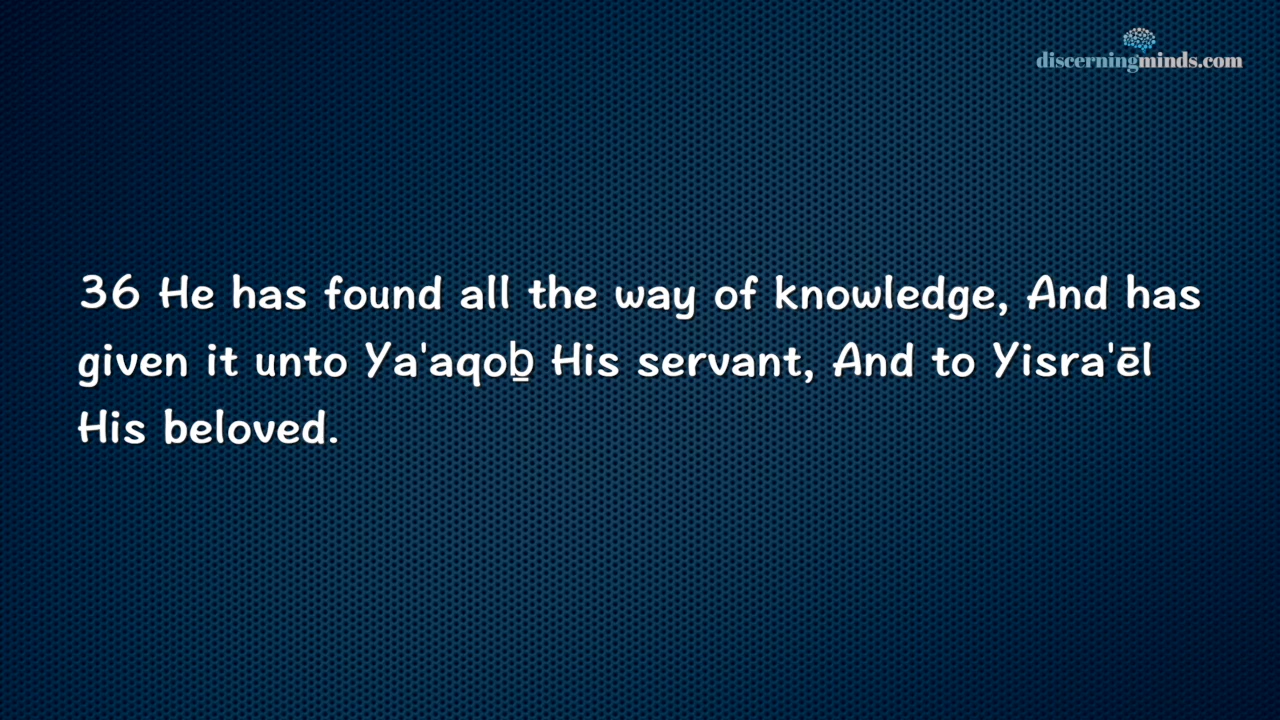 discerningminds.com
36 He has found all the way of knowledge, And has
given it unto Ya'aqoḇ His servant, And to Yisra'ēl
His beloved.